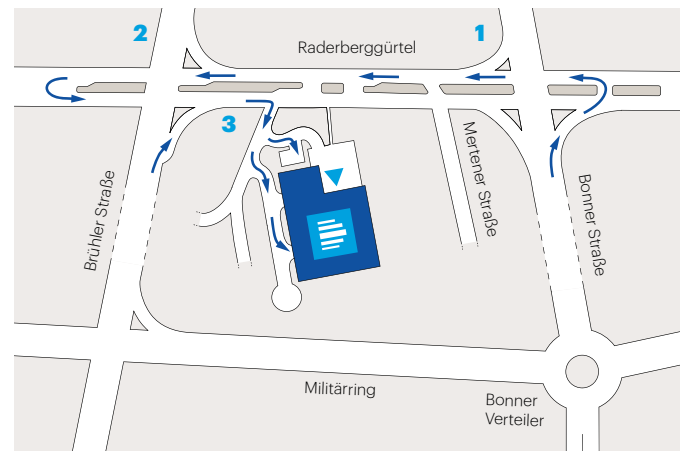 2
1
Raderberggürtel
3
Mertener Straße
Brühler Straße
Bonner Straße
Militärring
Bonner
Verteiler